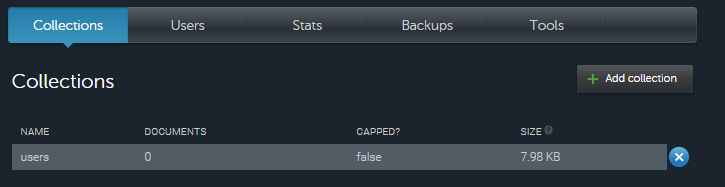 Collections Users Stats Backups Tools
Collections + Add collection
NAME DOCUMENTS CAPPED? SIZE ?
users 0 false 7.98 KB